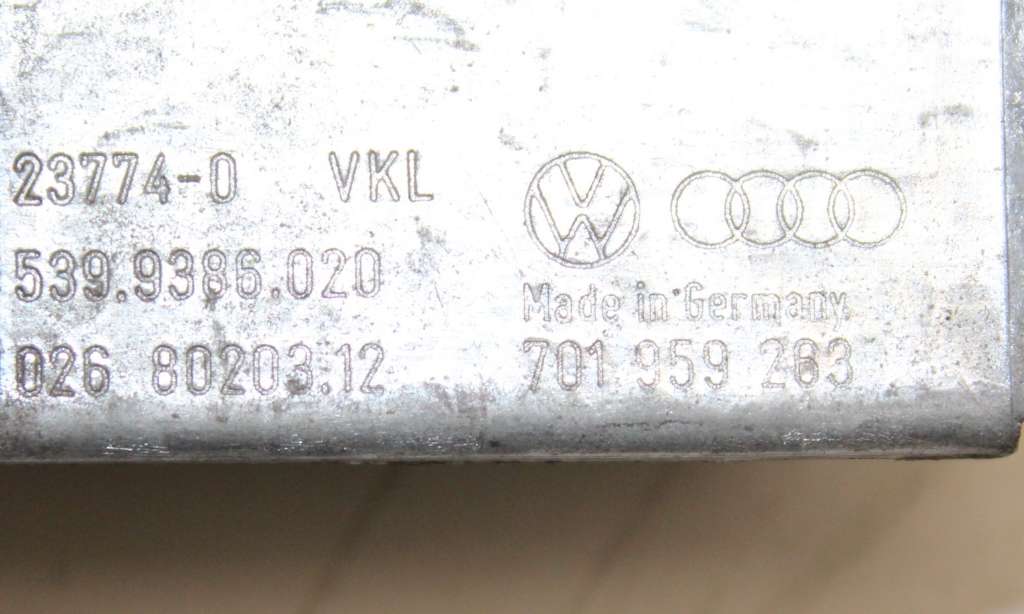 23774-0 VKL
539.9386.020
026 80203.12
Made in Germany
701 959 263